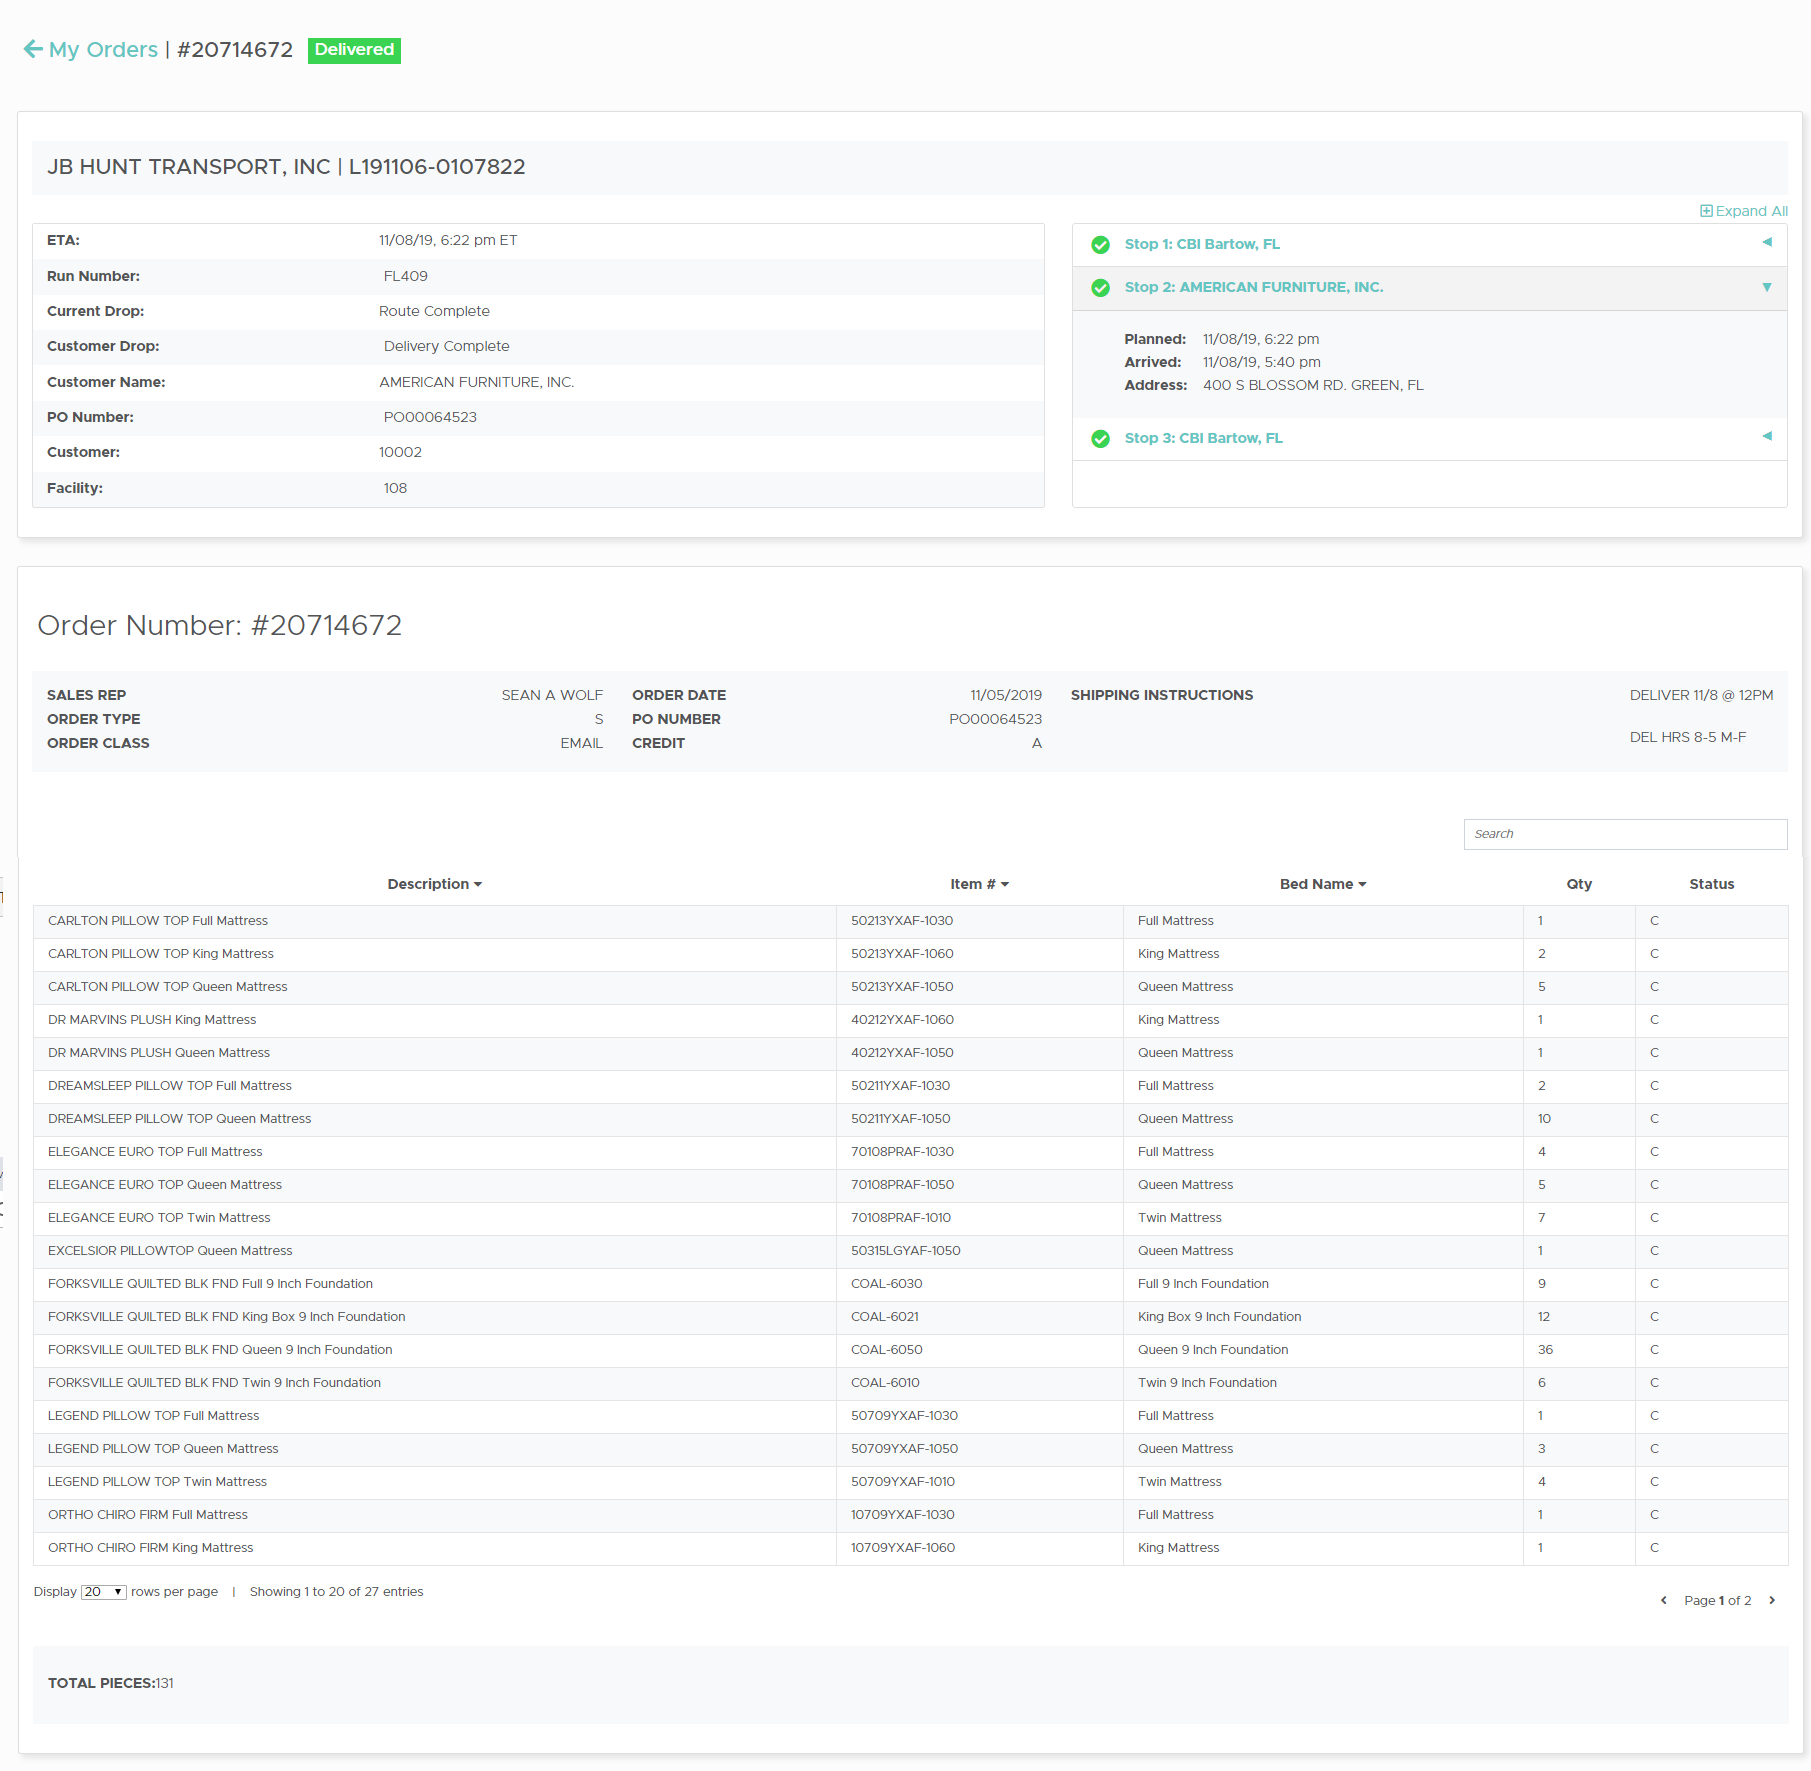 My Orders | #20714672 Delivered
JB HUNT TRANSPORT, INC | L191106-0107822
Expand All
ETA: 11/08/19, 6:22 pm ET
Run Number: FL409
Current Drop: Route Complete
Customer Drop: Delivery Complete
Customer Name: AMERICAN FURNITURE, INC.
PO Number: PO00064523
Customer: 10002
Facility: 108
Stop 1: CBI Bartow, FL
Stop 2: AMERICAN FURNITURE, INC.
Planned: 11/08/19, 6:22 pm
Arrived: 11/08/19, 5:40 pm
Address: 400 S BLOSSOM RD. GREEN, FL
Stop 3: CBI Bartow, FL
Order Number: #20714672
SALES REP SEAN A WOLF ORDER DATE 11/05/2019 SHIPPING INSTRUCTIONS DELIVER 11/8 @ 12PM
ORDER TYPE S PO NUMBER PO00064523
DEL HRS 8-5 M-F
ORDER CLASS EMAIL CREDIT A
Search
Description Item # Bed Name Qty Status
CARLTON PILLOW TOP Full Mattress 50213YXAF-1030 Full Mattress 1 C
CARLTON PILLOW TOP King Mattress 50213YXAF-1060 King Mattress 2 C
CARLTON PILLOW TOP Queen Mattress 50213YXAF-1050 Queen Mattress 5 C
DR MARVINS PLUSH King Mattress 40212YXAF-1060 King Mattress 1 C
DR MARVINS PLUSH Queen Mattress 40212YXAF-1050 Queen Mattress 1 C
DREAMSLEEP PILLOW TOP Full Mattress 50211YXAF-1030 Full Mattress 2 C
DREAMSLEEP PILLOW TOP Queen Mattress 50211YXAF-1050 Queen Mattress 10 C
ELEGANCE EURO TOP Full Mattress 70108PRAF-1030 Full Mattress 4 C
ELEGANCE EURO TOP Queen Mattress 70108PRAF-1050 Queen Mattress 5 C
ELEGANCE EURO TOP Twin Mattress 70108PRAF-1010 Twin Mattress 7 C
EXCELSIOR PILLOWTOP Queen Mattress 50315LGYAF-1050 Queen Mattress 1 C
FORKSVILLE QUILTED BLK FND Full 9 Inch Foundation COAL-6030 Full 9 Inch Foundation 9 C
FORKSVILLE QUILTED BLK FND King Box 9 Inch Foundation COAL-6021 King Box 9 Inch Foundation 12 C
FORKSVILLE QUILTED BLK FND Queen 9 Inch Foundation COAL-6050 Queen 9 Inch Foundation 36 C
FORKSVILLE QUILTED BLK FND Twin 9 Inch Foundation COAL-6010 Twin 9 Inch Foundation 6 C
LEGEND PILLOW TOP Full Mattress 50709YXAF-1030 Full Mattress 1 C
LEGEND PILLOW TOP Queen Mattress 50709YXAF-1050 Queen Mattress 3 C
LEGEND PILLOW TOP Twin Mattress 50709YXAF-1010 Twin Mattress 4 C
ORTHO CHIRO FIRM Full Mattress 10709YXAF-1030 Full Mattress 1 C
ORTHO CHIRO FIRM King Mattress 10709YXAF-1060 King Mattress 1 C
Display 20 rows per page | Showing 1 to 20 of 27 entries
Page 1 of 2
TOTAL PIECES:131